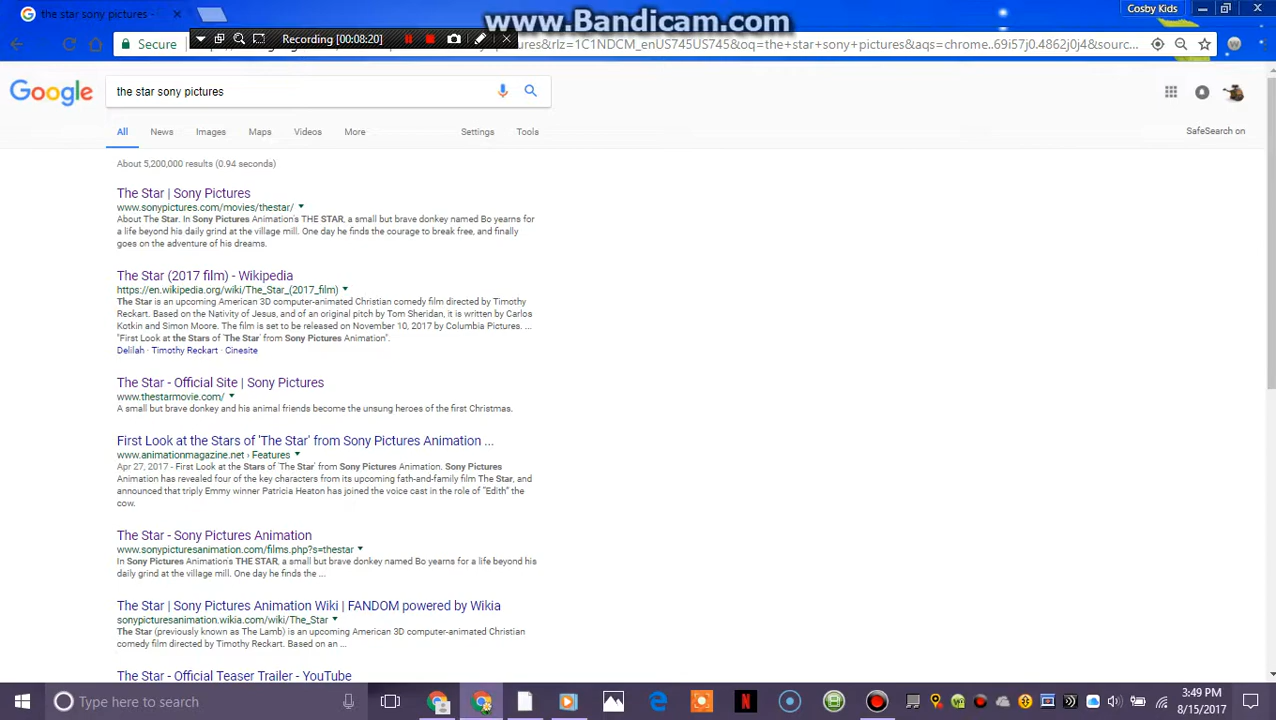 the star sony pictures -
www.Bandicam.com
Cosby Kids
Secure
Recording [00:08:20]
pictures&rlz=1C1NDCM_enUS745US745&oq=the+star+sony+pictures&aqs=chrome..69i57j0.4862j0j4&sourc...
Google
the star sony pictures
All News Images Maps Videos More Settings Tools
SafeSearch on
About 5,200,000 results (0.94 seconds)
The Star | Sony Pictures
www.sonypictures.com/movies/thestar/
About The Star. In Sony Pictures Animation's THE STAR, a small but brave donkey named Bo yearns for
a life beyond his daily grind at the village mill. One day he finds the courage to break free, and finally
goes on the adventure of his dreams.
The Star (2017 film) - Wikipedia
https://en.wikipedia.org/wiki/The_Star_(2017_film)
The Star is an upcoming American 3D computer-animated Christian comedy film directed by Timothy
Reckart. Based on the Nativity of Jesus, and of an original pitch by Tom Sheridan, it is written by Carlos
Kotkin and Simon Moore. The film is set to be released on November 10, 2017 by Columbia Pictures. ...
"First Look at the Stars of 'The Star' from Sony Pictures Animation".
Delilah · Timothy Reckart · Cinesite
The Star - Official Site | Sony Pictures
www.thestarmovie.com/
A small but brave donkey and his animal friends become the unsung heroes of the first Christmas.
First Look at the Stars of 'The Star' from Sony Pictures Animation ...
www.animationmagazine.net › Features
Apr 27, 2017 - First Look at the Stars of 'The Star' from Sony Pictures Animation. Sony Pictures
Animation has revealed four of the key characters from its upcoming fath-and-family film The Star, and
announced that triply Emmy winner Patricia Heaton has joined the voice cast in the role of "Edith" the
cow.
The Star - Sony Pictures Animation
www.sonypicturesanimation.com/films.php?s=thestar
In Sony Pictures Animation's THE STAR, a small but brave donkey named Bo yearns for a life beyond his
daily grind at the village mill. One day he finds the ...
The Star | Sony Pictures Animation Wiki | FANDOM powered by Wikia
sonypicturesanimation.wikia.com/wiki/The_Star
The Star (previously known as The Lamb) is an upcoming American 3D computer-animated Christian
comedy film directed by Timothy Reckart. Based on an ...
The Star - Official Teaser Trailer - YouTube
Type here to search
3:49 PM
8/15/2017